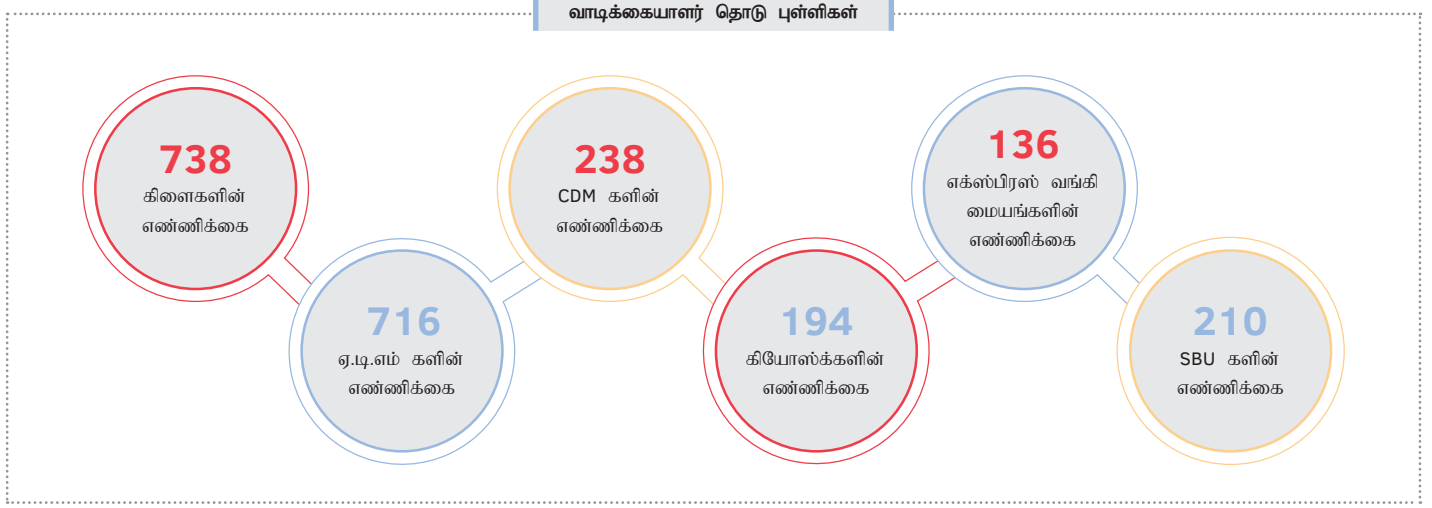 வாடிக்கையாளர் தொடு புள்ளிகள்
738
கிளைகளின்
எண்ணிக்கை
716
ஏ.டி.எம் களின்
எண்ணிக்கை
238
CDM களின்
எண்ணிக்கை
194
கியோஸ்க்களின்
எண்ணிக்கை
136
எக்ஸ்பிரஸ் வங்கி
மையங்களின்
எண்ணிக்கை
210
SBU களின்
எண்ணிக்கை